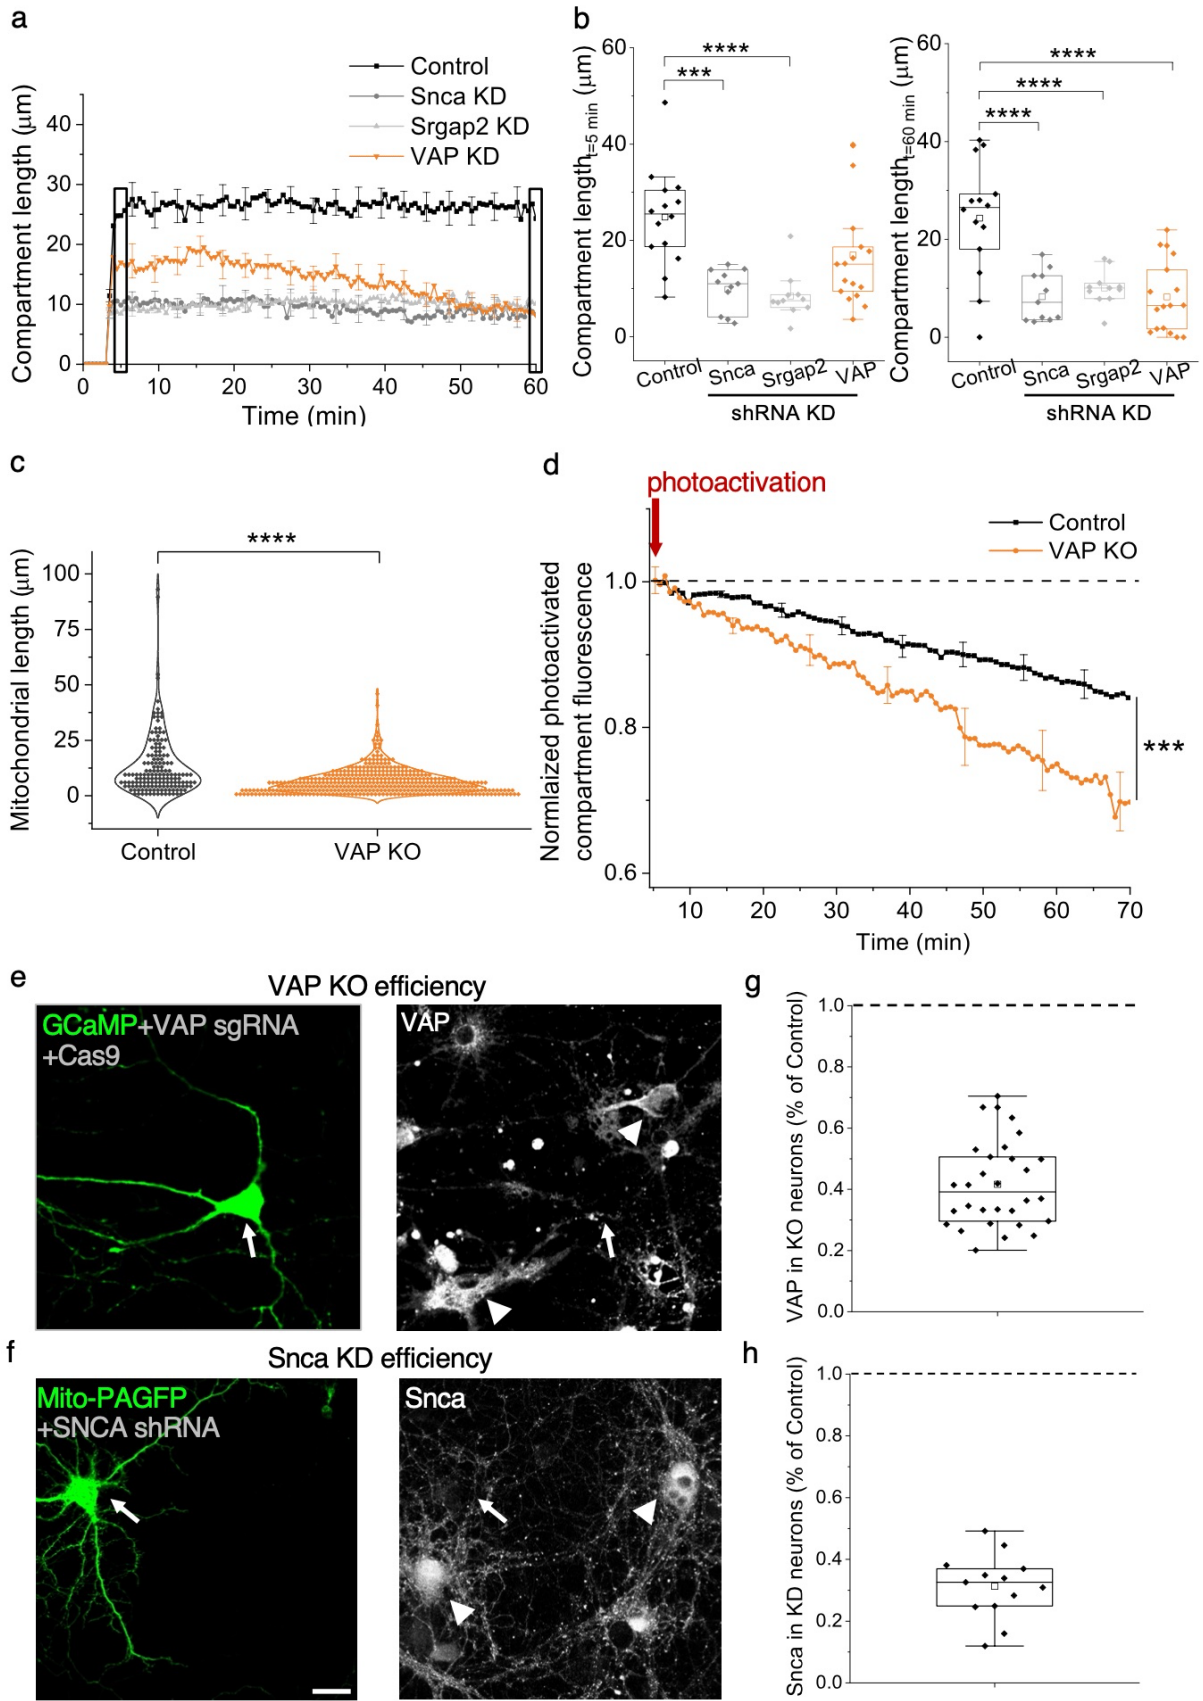 a
Control
Snca KD
Srgap2 KD
VAP KD
Compartment length (μm)
40
30
20
10
0
0 10 20 30 40 50 60
Time (min)
b
Compartment length t=5 min (μm)
60
40
20
0
***
****
Control Snca Srgap2 VAP
shRNA KD
Compartment length t=60 min (μm)
60
40
20
0
****
****
****
Control Snca Srgap2 VAP
shRNA KD
c
Mitochondrial length (μm)
100
75
50
25
0
****
Control VAP KO
d
photoactivation
Control
VAP KO
Normlaized photoactivated
compartment fluorescence
1.0
0.8
0.6
***
10 20 30 40 50 60 70
Time (min)
e
VAP KO efficiency
GCaMP+VAP sgRNA
+Cas9
VAP
f
Snca KD efficiency
Mito-PAGFP
+SNCA shRNA
Snca
g
VAP in KO neurons (% of Control)
1.0
0.8
0.6
0.4
0.2
0.0
h
Snca in KD neurons (% of Control)
1.0
0.8
0.6
0.4
0.2
0.0